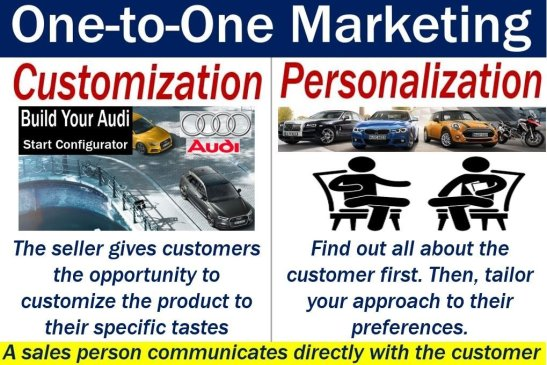 One-to-One Marketing
Customization
Build Your Audi
Start Configurator
Audi
The seller gives customers
the opportunity to
customize the product to
their specific tastes
Personalization
Find out all about the
customer first. Then, tailor
your approach to their
preferences.
A sales person communicates directly with the customer